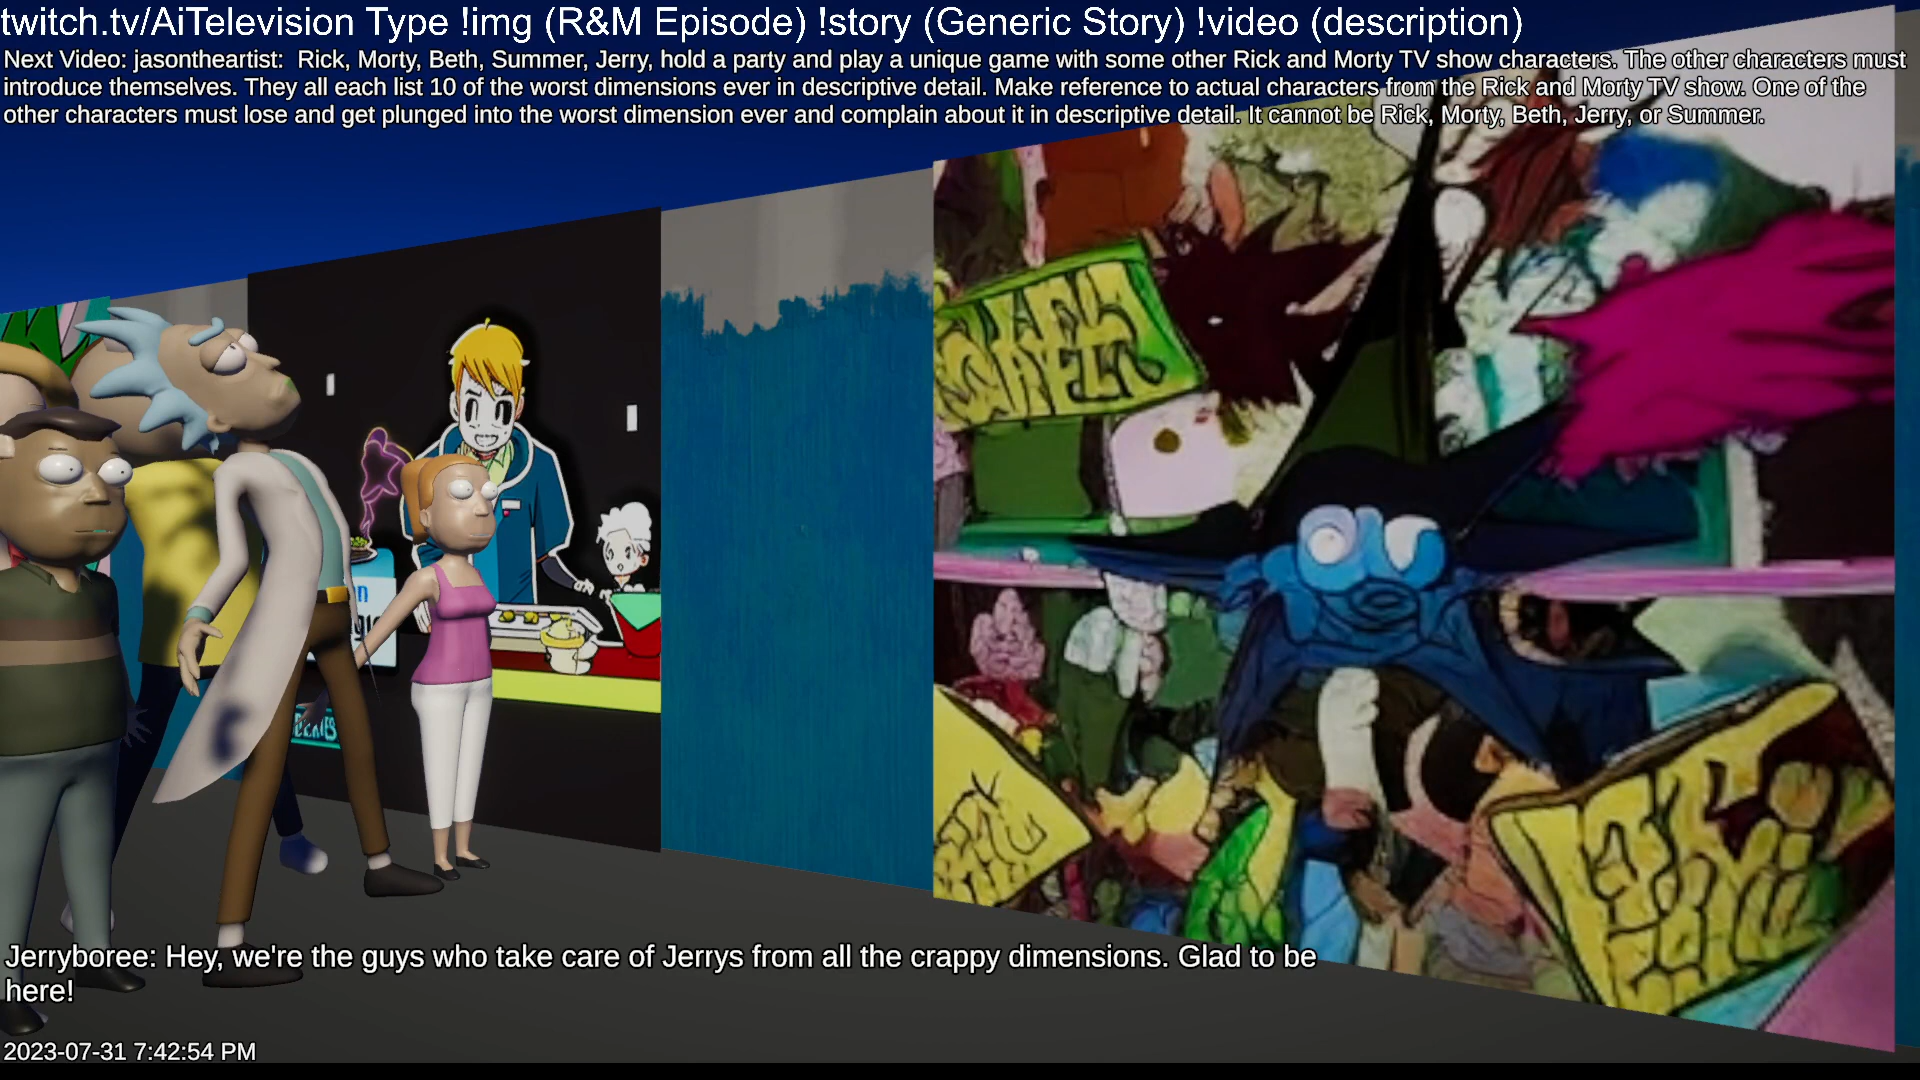 twitch.tv/AiTelevision Type !img (R&M Episode) !story (Generic Story) !video (description)
Next Video: jasontheartist:  Rick, Morty, Beth, Summer, Jerry, hold a party and play a unique game with some other Rick and Morty TV show characters. The other characters must
introduce themselves. They all each list 10 of the worst dimensions ever in descriptive detail. Make reference to actual characters from the Rick and Morty TV show. One of the
other characters must lose and get plunged into the worst dimension ever and complain about it in descriptive detail. It cannot be Rick, Morty, Beth, Jerry, or Summer.
Jerryboree: Hey, we're the guys who take care of Jerrys from all the crappy dimensions. Glad to be
here!
2023-07-31 7:42:54 PM